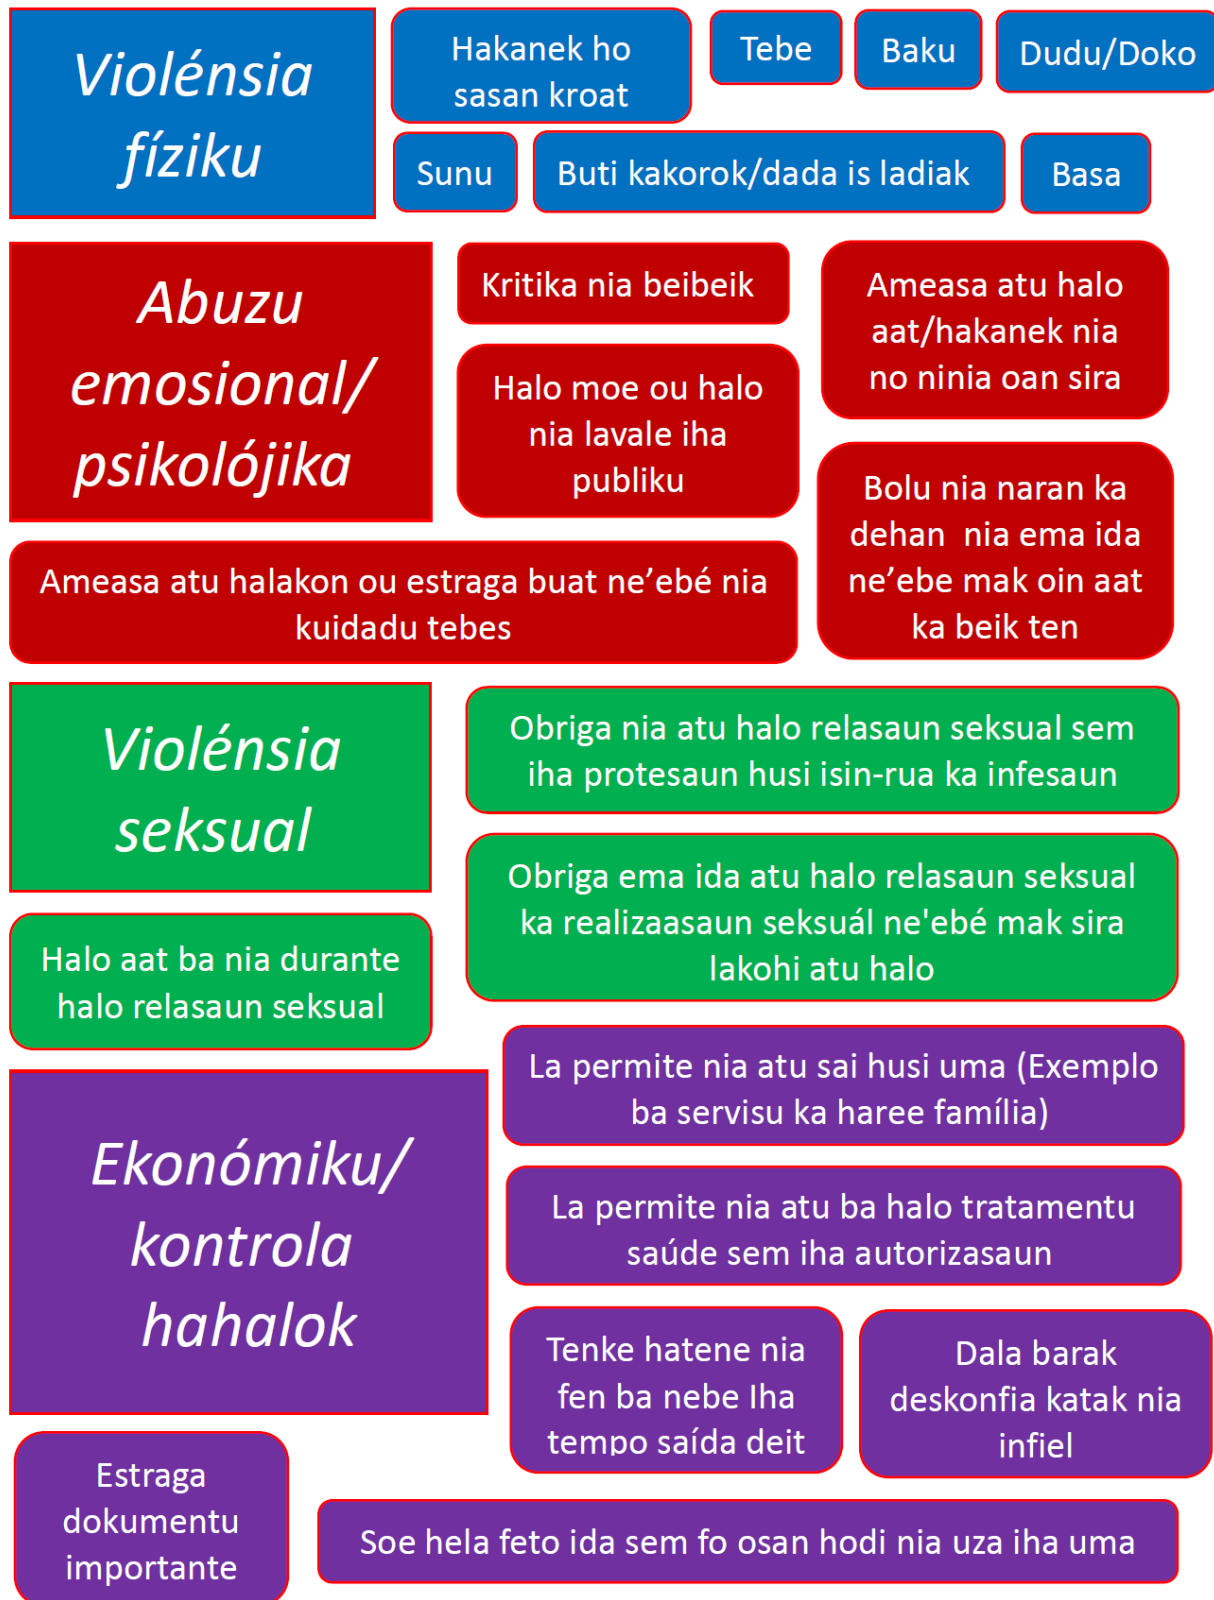 Violénsia
fíziku
Hakanek ho
sasan kroat
Tebe
Baku
Dudu/Doko
Sunu
Buti kakorok/dada is ladiak
Basa
Abuzu
emosional/
psikolójika
Kritika nia beibeik
Ameasa atu halo
aat/hakanek nia
no ninia oan sira
Halo moe ou halo
nia lavale iha
publiku
Bolu nia naran ka
dehan  nia ema ida
ne’ebe mak oin aat
ka beik ten
Ameasa atu halakon ou estraga buat ne’ebé nia
kuidadu tebes
Violénsia
seksual
Obriga nia atu halo relasaun seksual sem
iha protesaun husi isin-rua ka infesaun
Obriga ema ida atu halo relasaun seksual
ka realizaasaun seksuál ne'ebé mak sira
lakohi atu halo
Halo aat ba nia durante
halo relasaun seksual
Ekonómiku/
kontrola
hahalok
La permite nia atu sai husi uma (Exemplo
ba servisu ka haree família)
La permite nia atu ba halo tratamentu
saúde sem iha autorizasaun
Tenke hatene nia
fen ba nebe Iha
tempo saída deit
Dala barak
deskonfia katak nia
infiel
Estraga
dokumentu
importante
Soe hela feto ida sem fo osan hodi nia uza iha uma